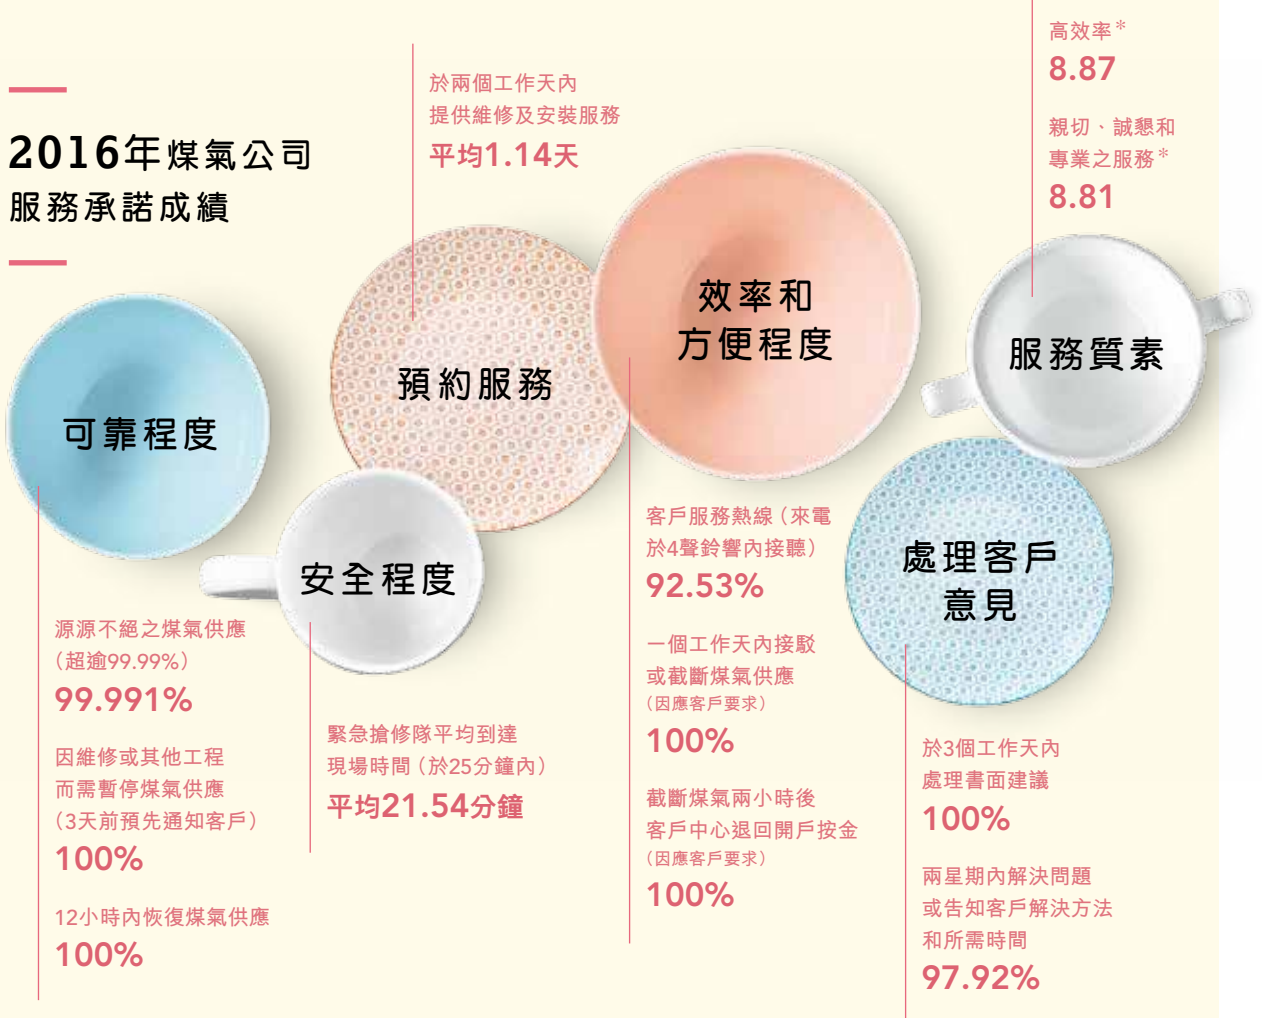 2016年煤氣公司
服務承諾成績
可靠程度
源源不絕之煤氣供應
（超逾99.99%）
99.991%
因維修或其他工程
而需暫停煤氣供應
（3天前預先通知客戶）
100%
12小時內恢復煤氣供應
100%
安全程度
緊急搶修隊平均到達
現場時間（於25分鐘內）
平均21.54分鐘
於兩個工作天內
提供維修及安裝服務
平均1.14天
預約服務
效率和
方便程度
客戶服務熱線（來電
於4聲鈴響內接聽）
92.53%
一個工作天內接駁
或截斷煤氣供應
（因應客戶要求）
100%
截斷煤氣兩小時後
客戶中心退回開戶按金
（因應客戶要求）
100%
高效率*
8.87
親切、誠懇和
專業之服務*
8.81
服務質素
處理客戶
意見
於3個工作天內
處理書面建議
100%
兩星期內解決問題
或告知客戶解決方法
和所需時間
97.92%